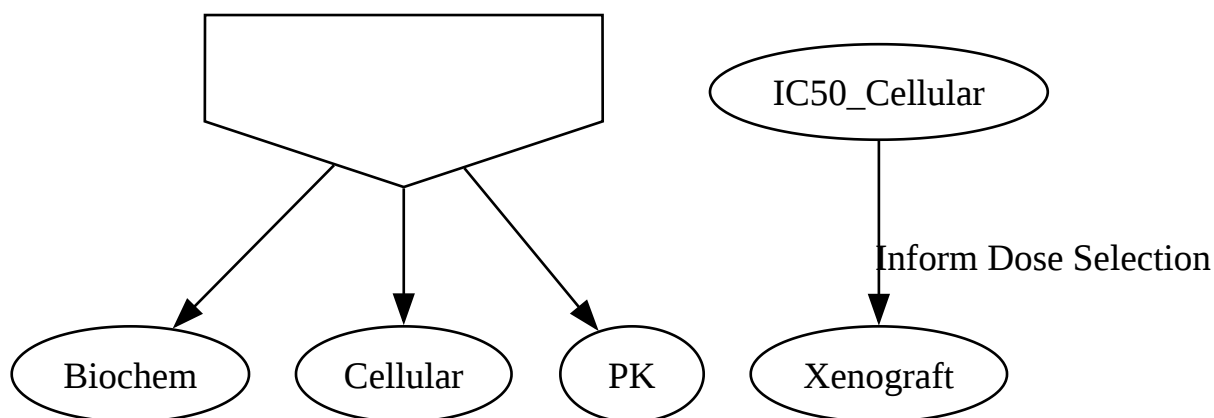 IC50_Cellular
Inform Dose Selection
Biochem
Cellular
PK
Xenograft